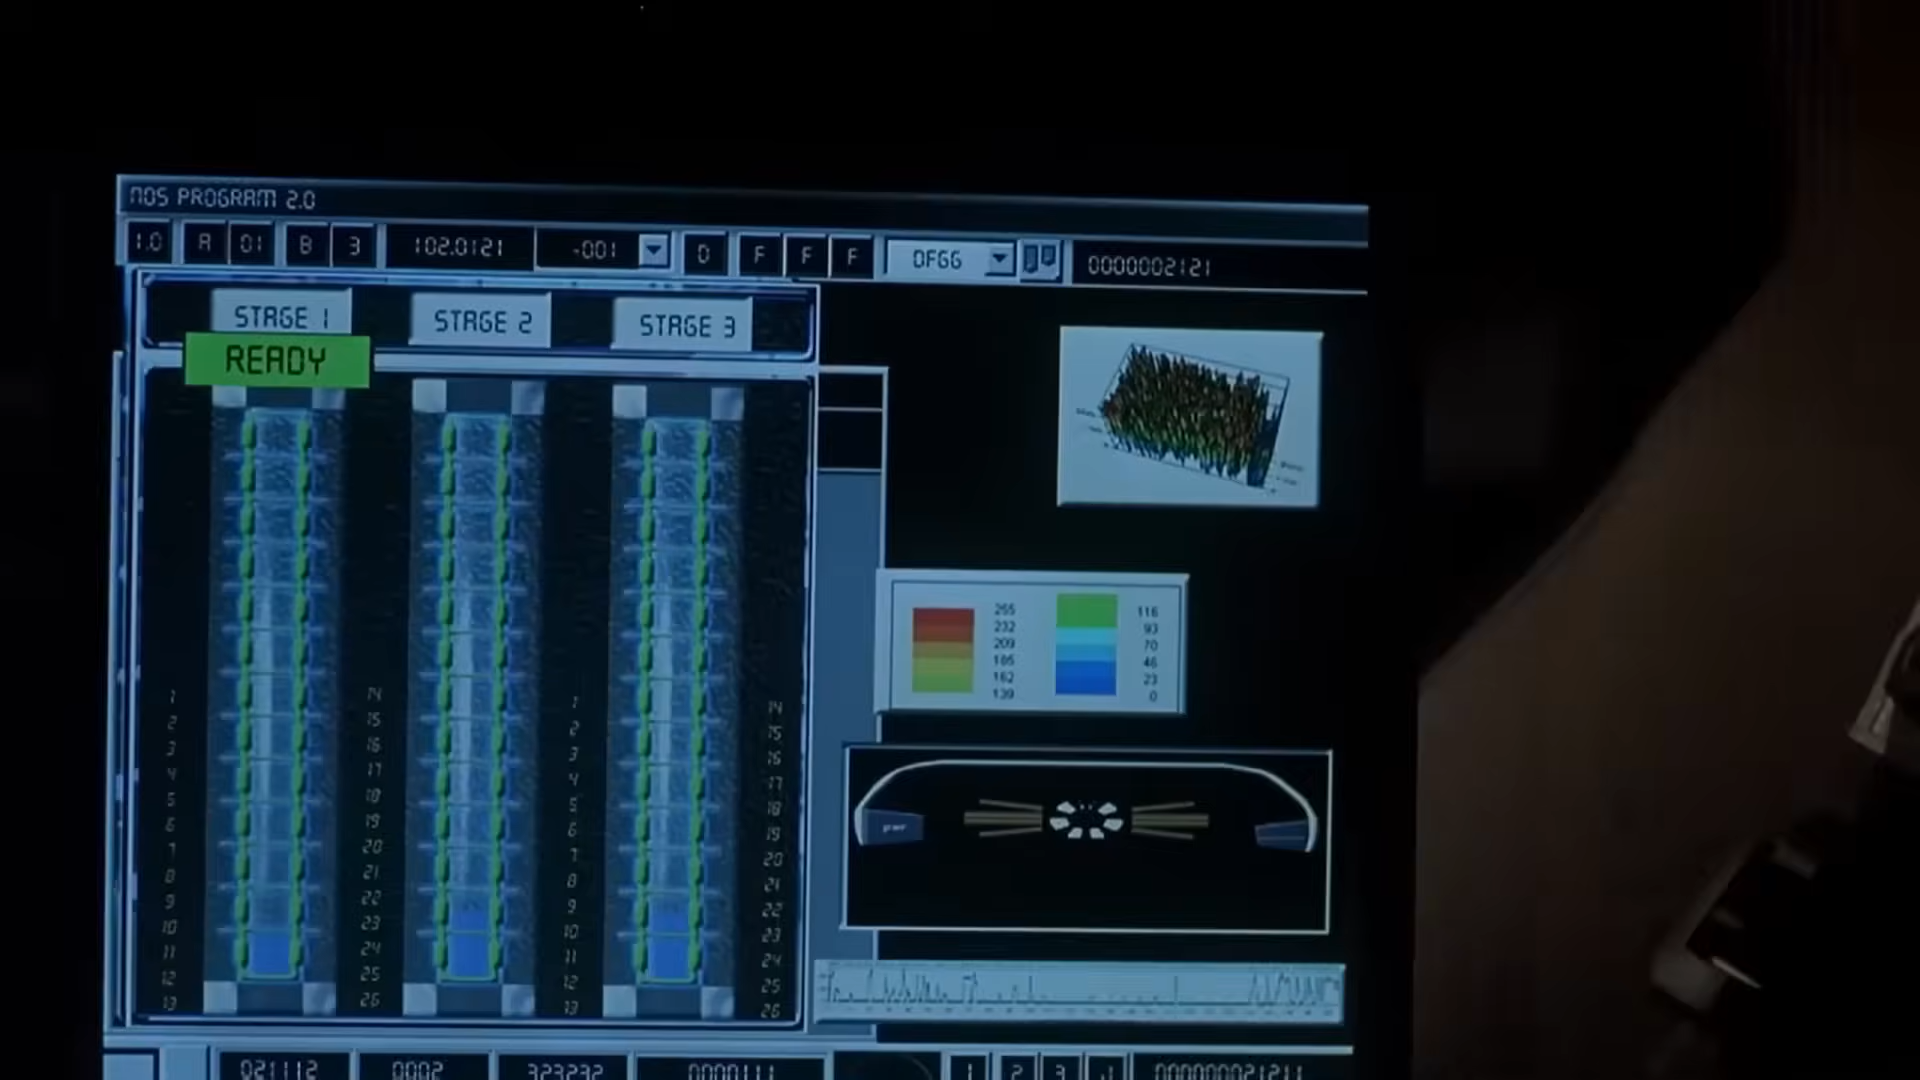 NOS PROGRAM 2.0
1.0 A 01 B 3 102.0121 -001 D F F F DFGG 0000002121
STAGE 1 STAGE 2 STAGE 3
READY
255 116
232 93
209 70
185 46
162 23
139 0
1 14 1 14
2 15 2 15
3 16 3 16
4 17 4 17
5 18 5 18
6 19 6 19
7 20 7 20
8 21 8 21
9 22 9 22
10 23 10 23
11 24 11 24
12 25 12 25
13 26 13 26
pwr
021112 0002 323232 0000111 1 2 3